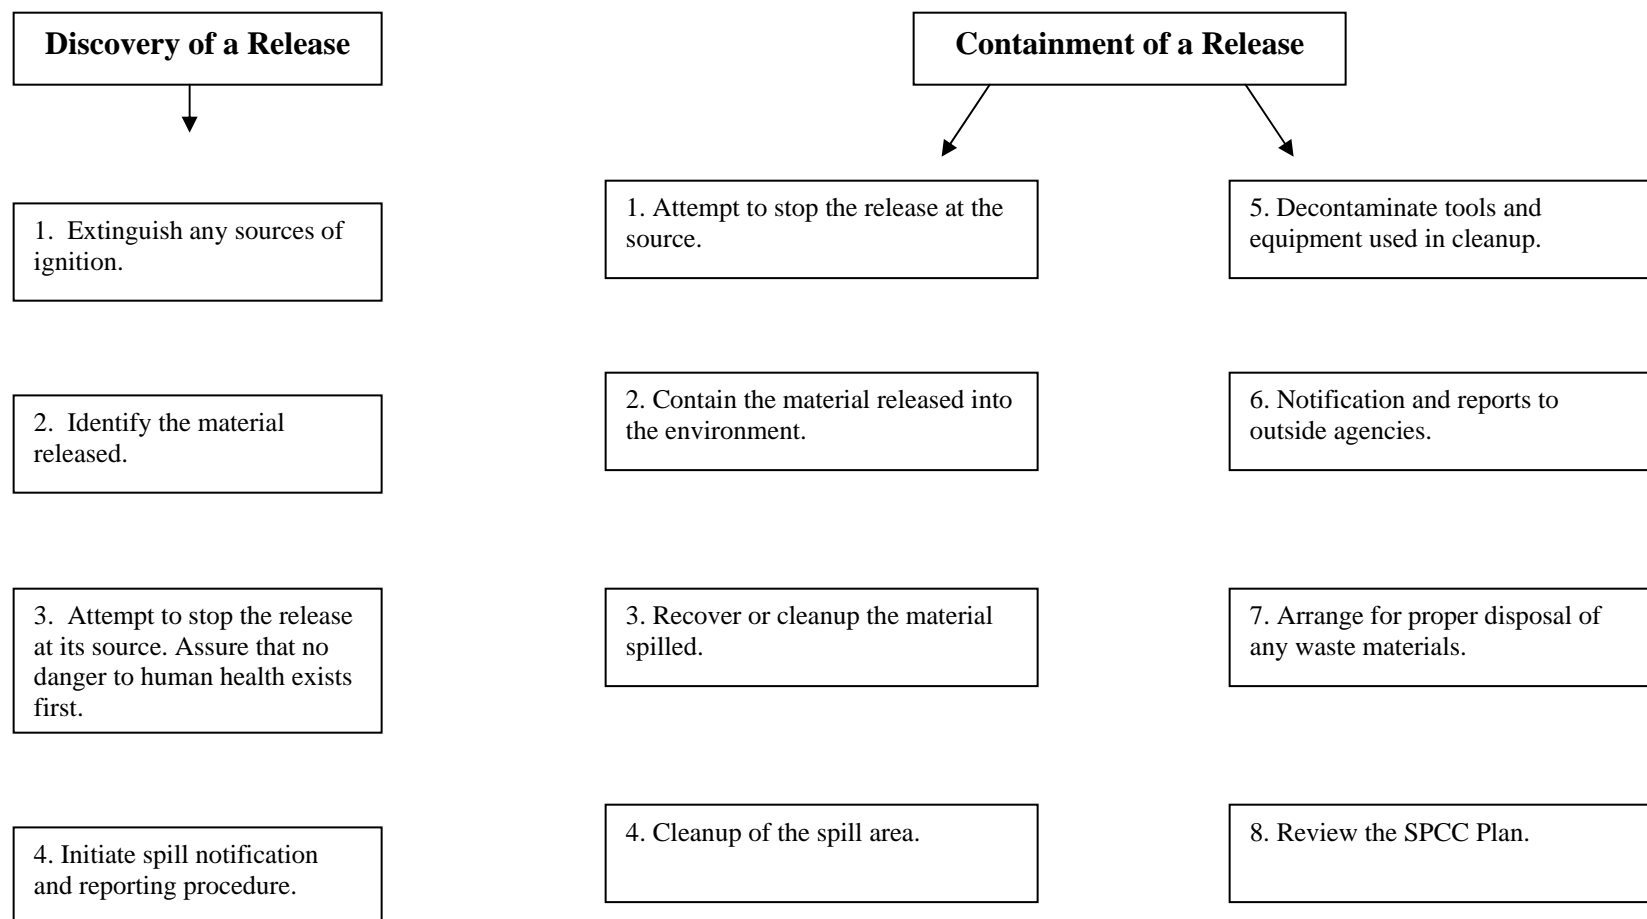 Discovery of a Release
1.  Extinguish any sources of
ignition.
2.  Identify the material
released.
3.  Attempt to stop the release
at its source. Assure that no
danger to human health exists
first.
4. Initiate spill notification
and reporting procedure.
Containment of a Release
1. Attempt to stop the release at the
source.
2. Contain the material released into
the environment.
3. Recover or cleanup the material
spilled.
4. Cleanup of the spill area.
5. Decontaminate tools and
equipment used in cleanup.
6. Notification and reports to
outside agencies.
7. Arrange for proper disposal of
any waste materials.
8. Review the SPCC Plan.